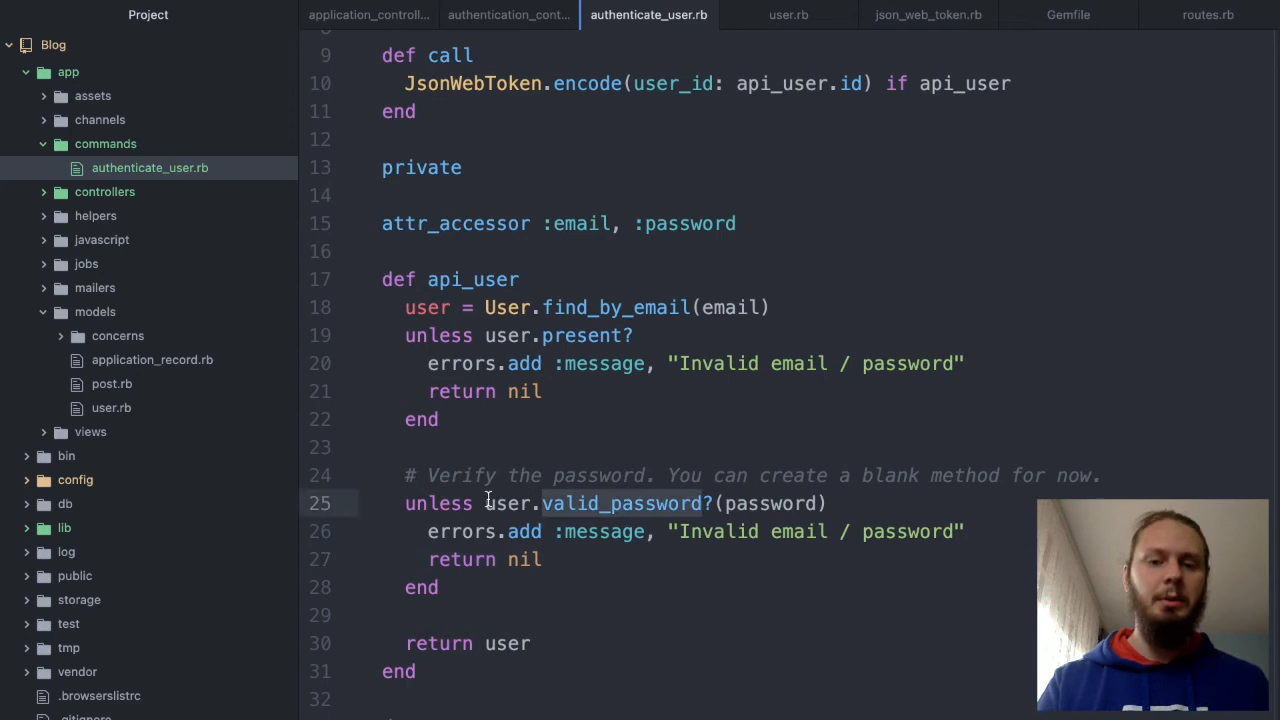 Project
application_controll...
authentication_cont...
authenticate_user.rb
user.rb
json_web_token.rb
Gemfile
routes.rb
Blog
app
assets
channels
commands
authenticate_user.rb
controllers
helpers
javascript
jobs
mailers
models
concerns
application_record.rb
post.rb
user.rb
views
bin
config
db
lib
log
public
storage
test
tmp
vendor
.browserslistrc
.gitignore
9 def call
10 JsonWebToken.encode(user_id: api_user.id) if api_user
11 end
12
13 private
14
15 attr_accessor :email, :password
16
17 def api_user
18 user = User.find_by_email(email)
19 unless user.present?
20 errors.add :message, "Invalid email / password"
21 return nil
22 end
23
24 # Verify the password. You can create a blank method for now.
25 unless user.valid_password?(password)
26 errors.add :message, "Invalid email / password"
27 return nil
28 end
29
30 return user
31 end
32